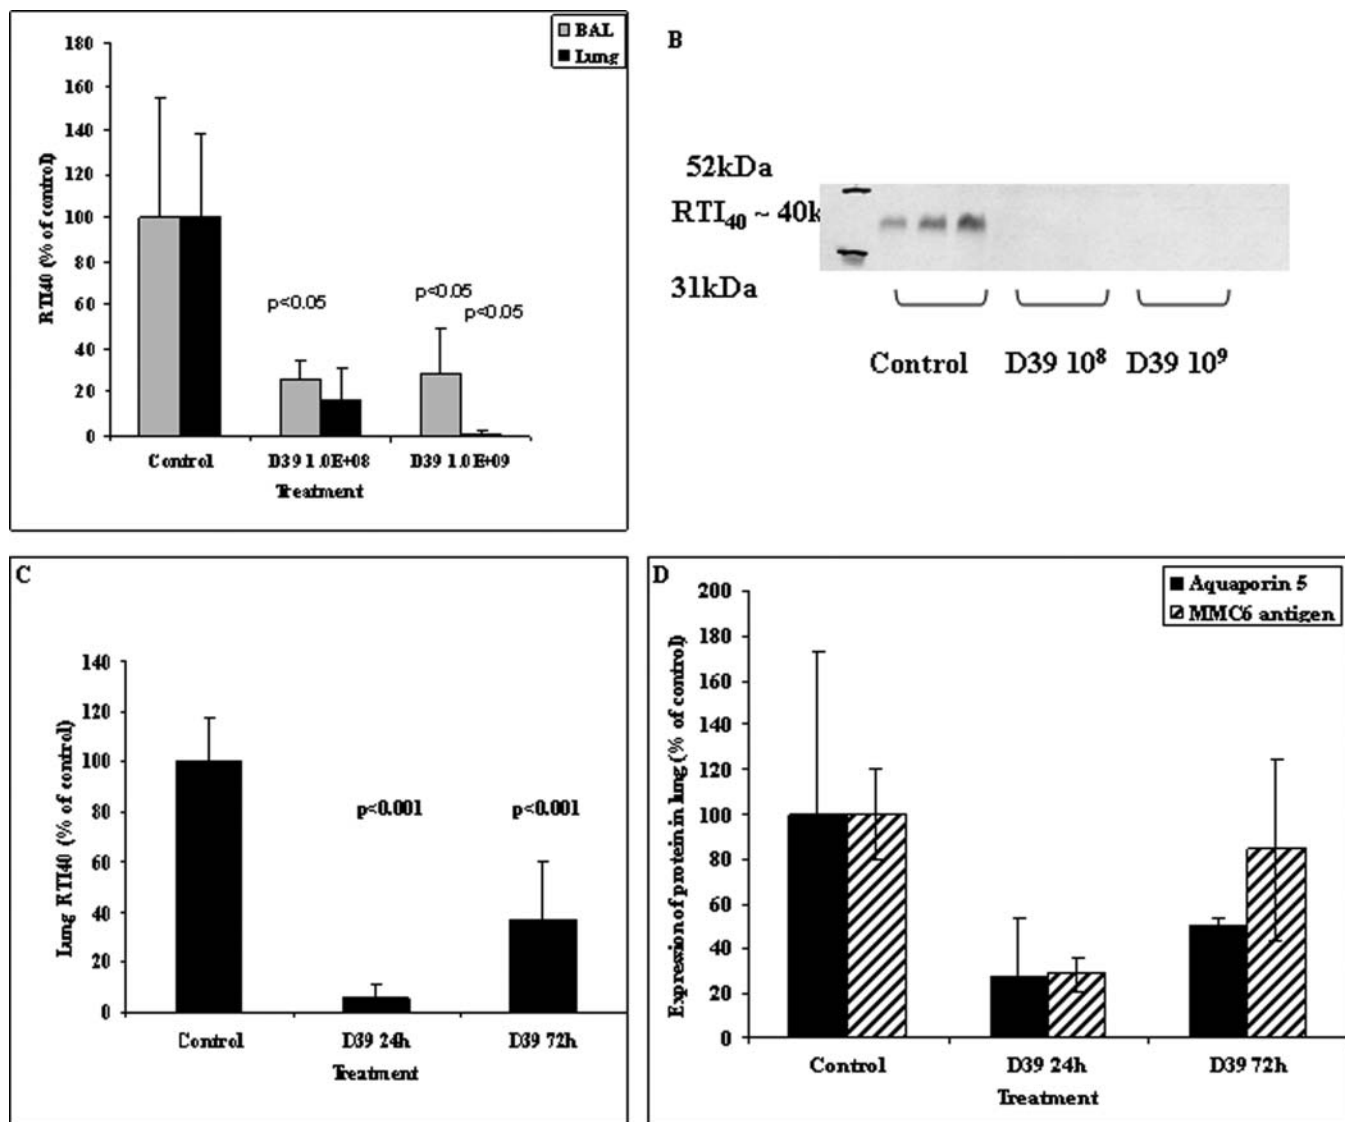 BAL
Lung
180
160
140
120
100
80
60
40
20
0
RTI40 (% of control)
p<0.05
p<0.05
p<0.05
Control
D39 1.0E+08
D39 1.0E+09
Treatment
B
52kDa
RTI40 ~ 40k
31kDa
Control
D39 10⁸
D39 10⁹
C
140
120
100
80
60
40
20
0
Lung RTI40 (% of control)
p<0.001
p<0.001
Control
D39 24h
D39 72h
Treatment
D
Aquaporin 5
MMC6 antigen
200
180
160
140
120
100
80
60
40
20
0
Expression of protein in lung (% of control)
Control
D39 24h
D39 72h
Treatment